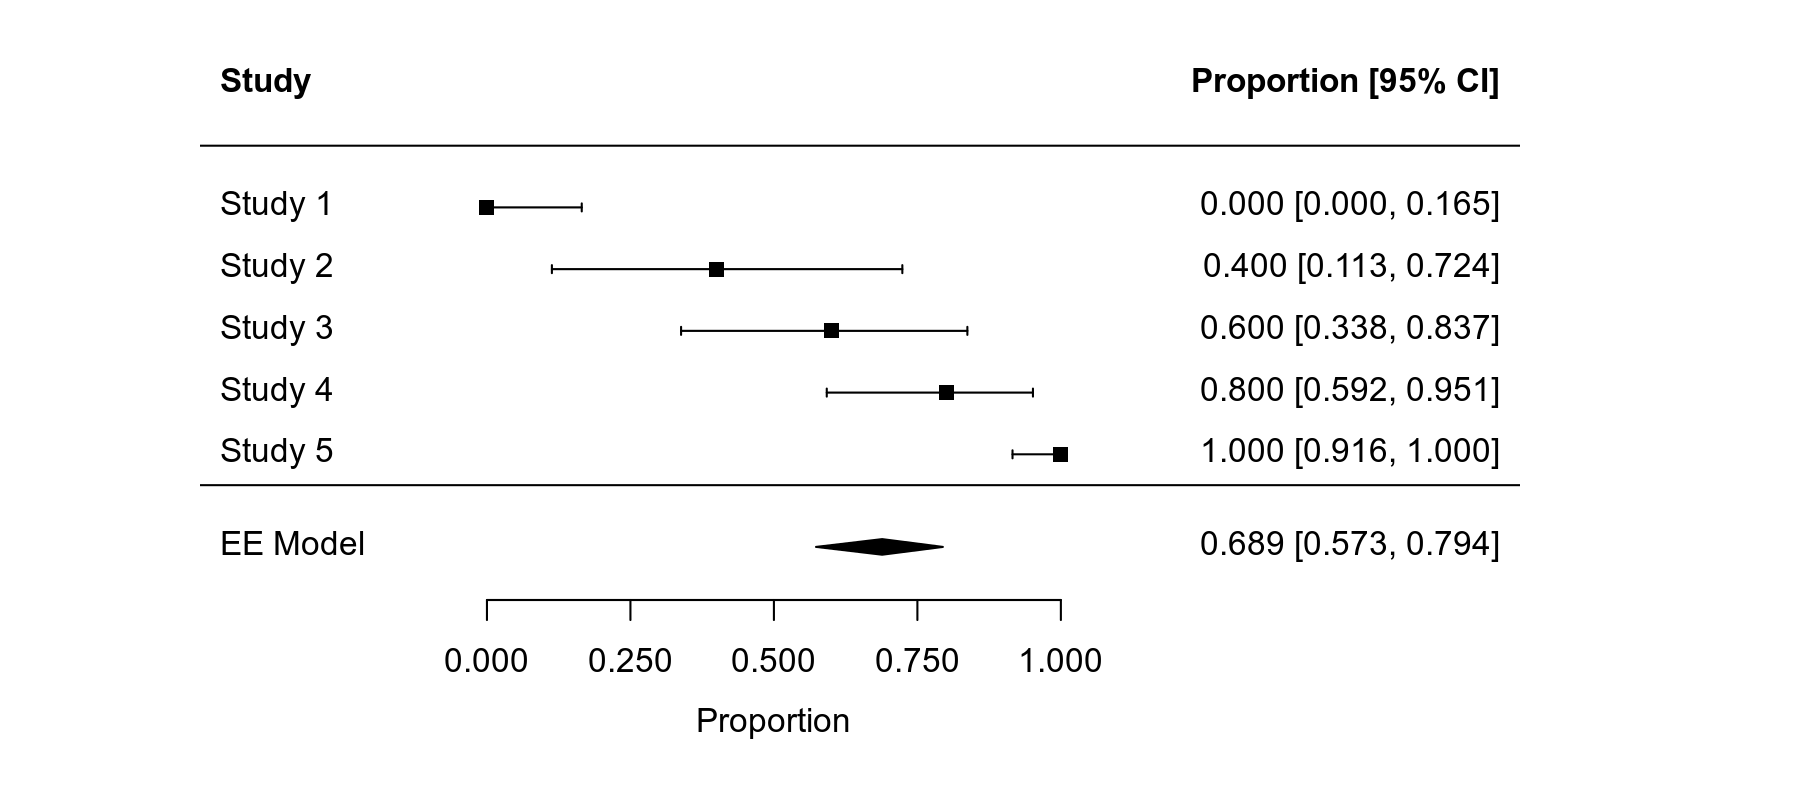 Study Proportion [95% CI]
Study 1 0.000 [0.000, 0.165]
Study 2 0.400 [0.113, 0.724]
Study 3 0.600 [0.338, 0.837]
Study 4 0.800 [0.592, 0.951]
Study 5 1.000 [0.916, 1.000]
EE Model 0.689 [0.573, 0.794]
0.000 0.250 0.500 0.750 1.000
Proportion